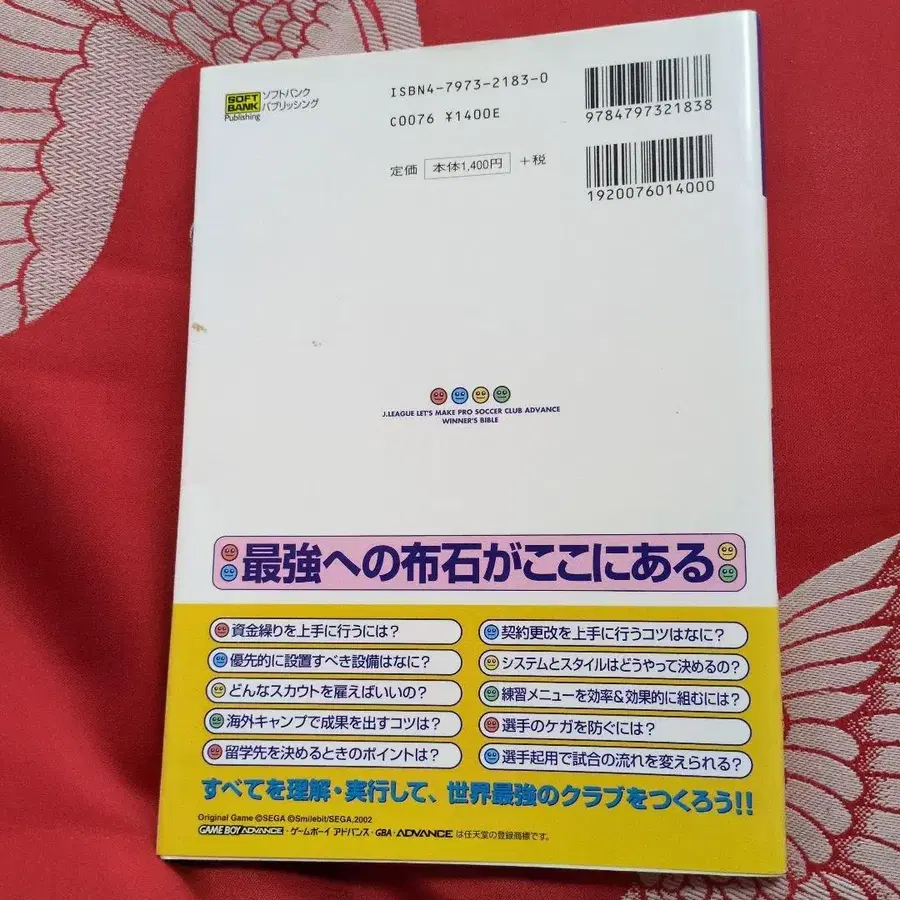 SOFT
BANK
Publishing
ソフトバンク
パブリッシング
ISBN4-7973-2183-0
C0076 ¥1400E
定価 本体1,400円 +税
9784797321838
1920076014000
J.LEAGUE LET'S MAKE PRO SOCCER CLUB ADVANCE
WINNER'S BIBLE
最強への布石がここにある
資金繰りを上手に行うには?
優先的に設置すべき設備はなに?
どんなスカウトを雇えばいいの?
海外キャンプで成果を出すコツは?
留学先を決めるときのポイントは?
契約更改を上手に行うコツはなに?
システムとスタイルはどうやって決めるの?
練習メニューを効率&効果的に組むには?
選手のケガを防ぐには?
選手起用で試合の流れを変えられる?
すべてを理解・実行して、世界最強のクラブをつくろう!!
Original Game ©SEGA ©Smilebit/SEGA,2002
GAME BOY ADVANCE・ゲームボーイ アドバンス・GBA・ADVANCE は任天堂の登録商標です。